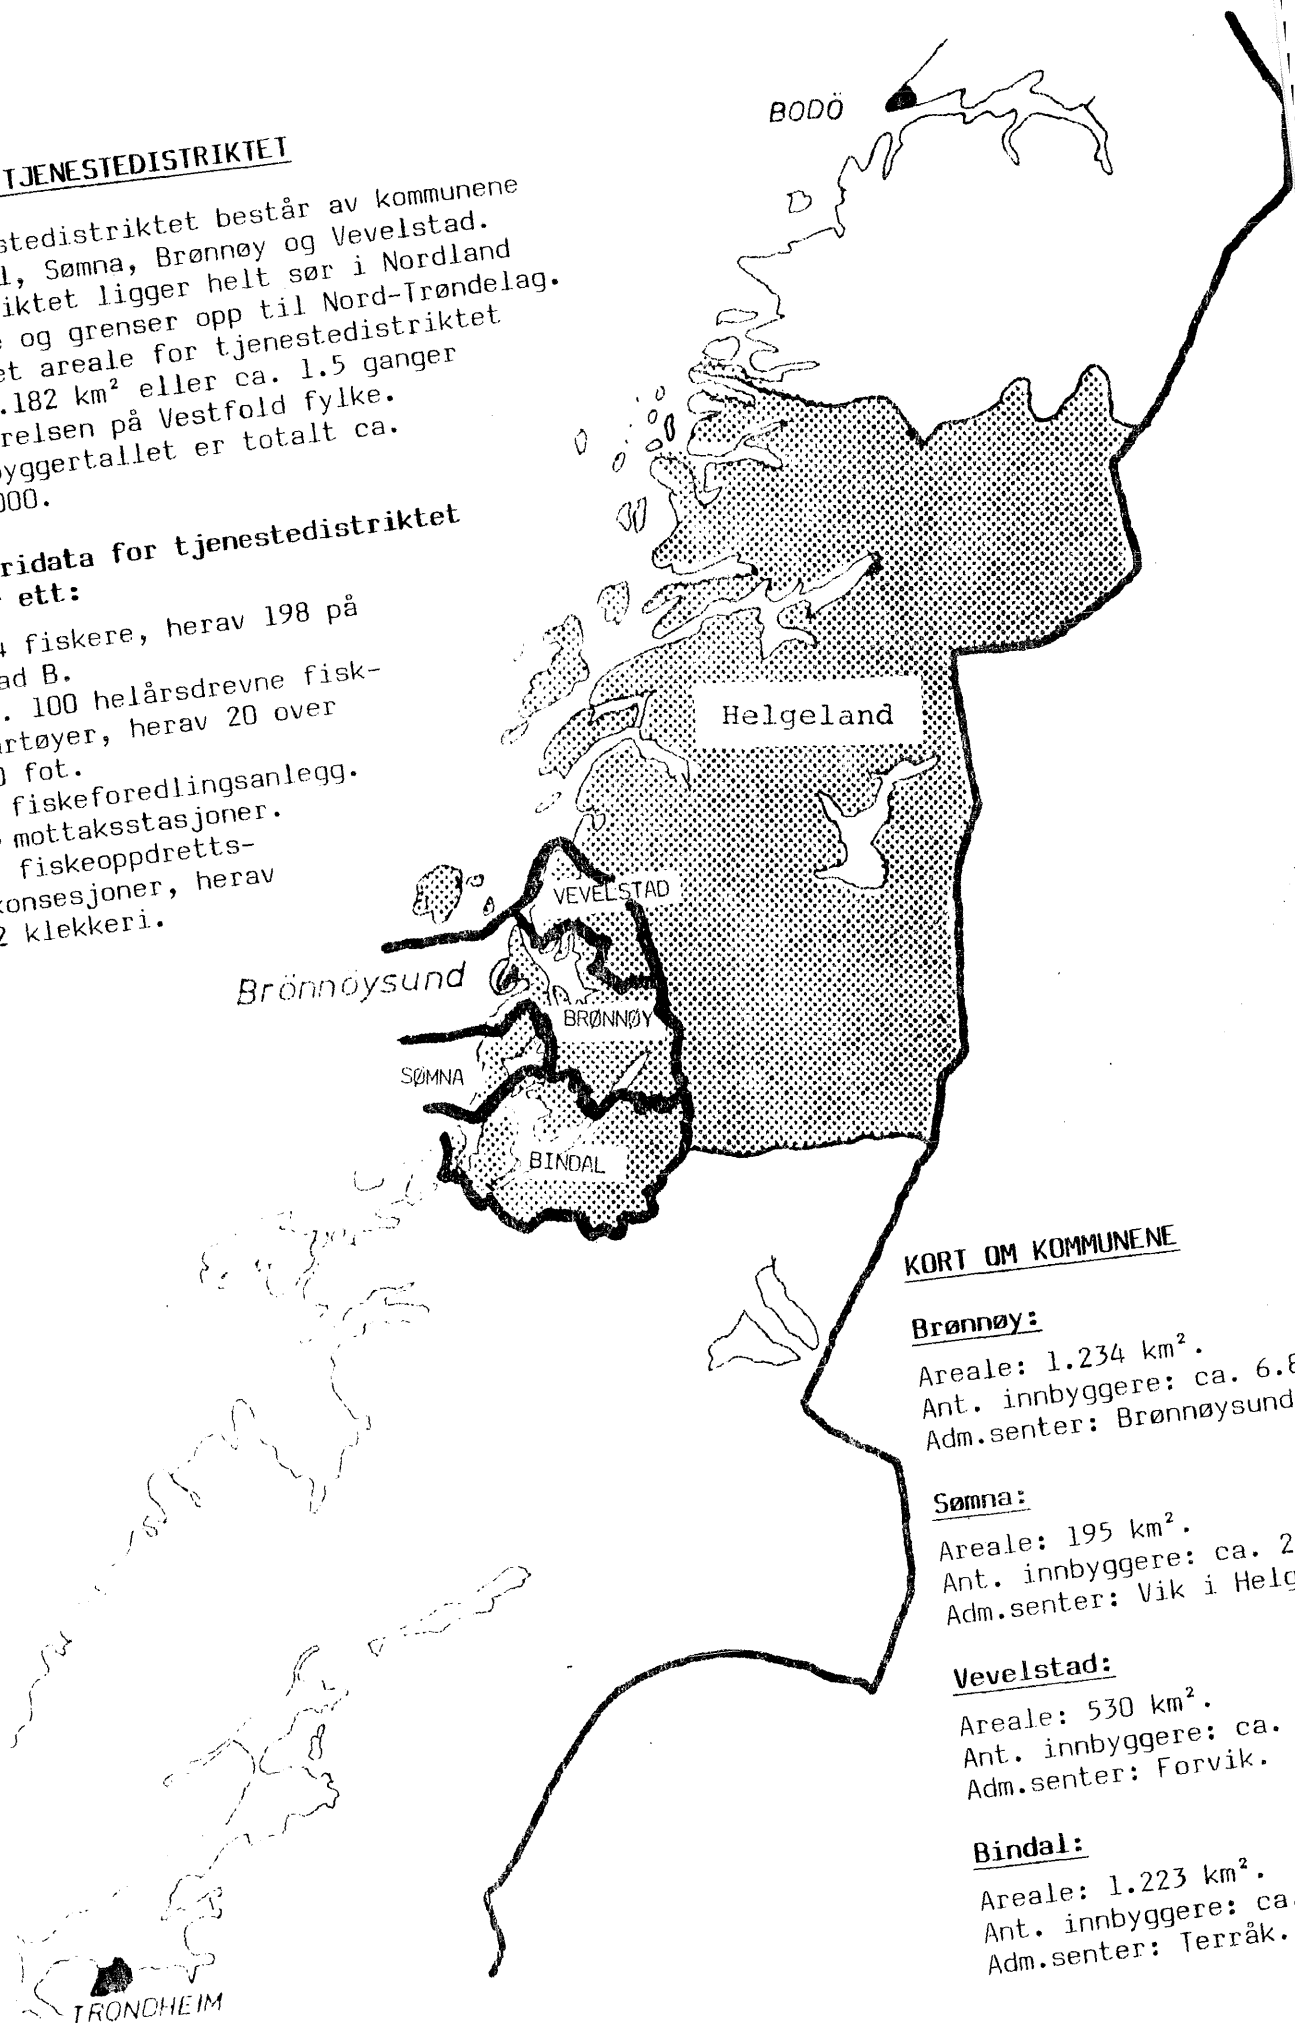 TJENESTEDISTRIKTET
stedistriktet består av kommunene
l, Sømna, Brønnøy og Vevelstad.
iktet ligger helt sør i Nordland
e og grenser opp til Nord-Trøndelag.
et areale for tjenestedistriktet
.182 km² eller ca. 1.5 ganger
relsen på Vestfold fylke.
byggertallet er totalt ca.
000.
ridata for tjenestedistriktet
ett:
4 fiskere, herav 198 på
ad B.
. 100 helårsdrevne fisk-
artøyer, herav 20 over
0 fot.
fiskeforedlingsanlegg.
mottaksstasjoner.
fiskeoppdretts-
konsesjoner, herav
2 klekkeri.
BODÖ
Helgeland
VEVELSTAD
Brönnöysund
BRØNNØY
SØMNA
BINDAL
TRONDHEIM
KORT OM KOMMUNENE
Brønnøy:
Areale: 1.234 km².
Ant. innbyggere: ca. 6.8
Adm.senter: Brønnøysund
Sømna:
Areale: 195 km².
Ant. innbyggere: ca. 2
Adm.senter: Vik i Helg
Vevelstad:
Areale: 530 km².
Ant. innbyggere: ca.
Adm.senter: Forvik.
Bindal:
Areale: 1.223 km².
Ant. innbyggere: ca.
Adm.senter: Terråk.